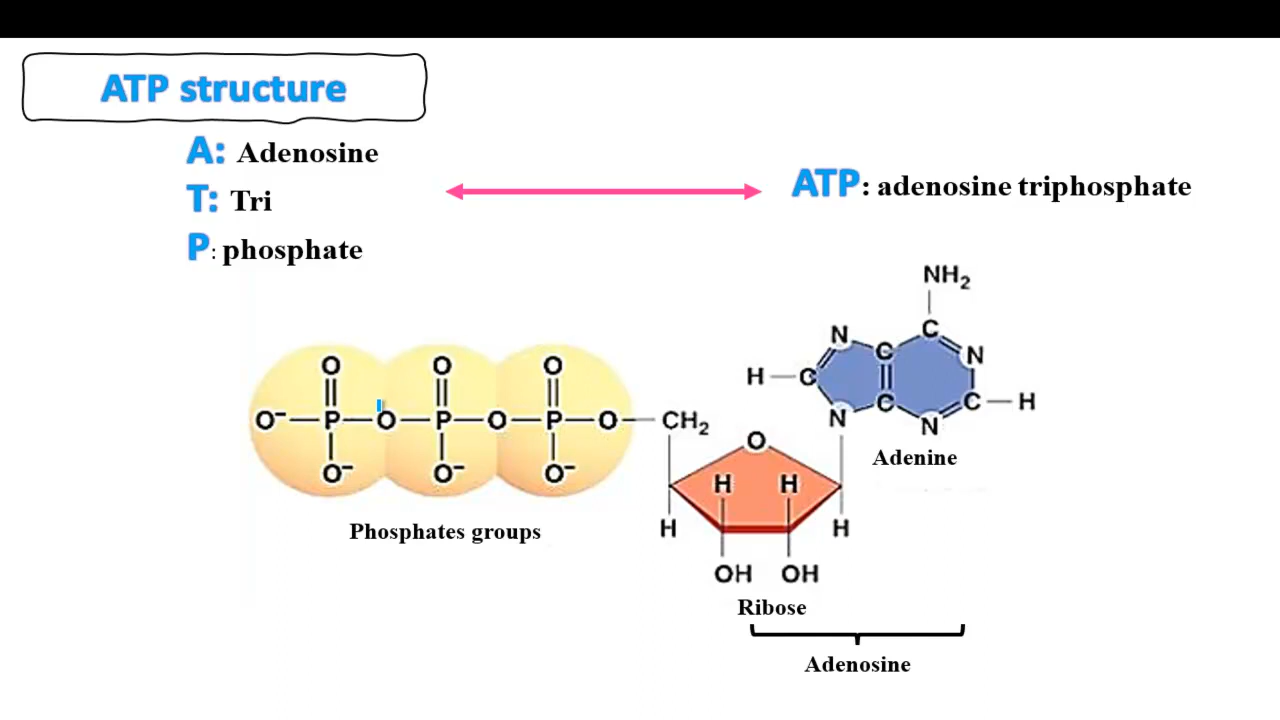 ATP structure
A: Adenosine
T: Tri
P: phosphate
ATP: adenosine triphosphate
NH₂
N C
C N
H C
C C H
N N
Adenine
O O O
O⁻ P O P O P O CH₂
O⁻ O⁻ O⁻
O
H H
H H
OH OH
Phosphates groups
Ribose
Adenosine